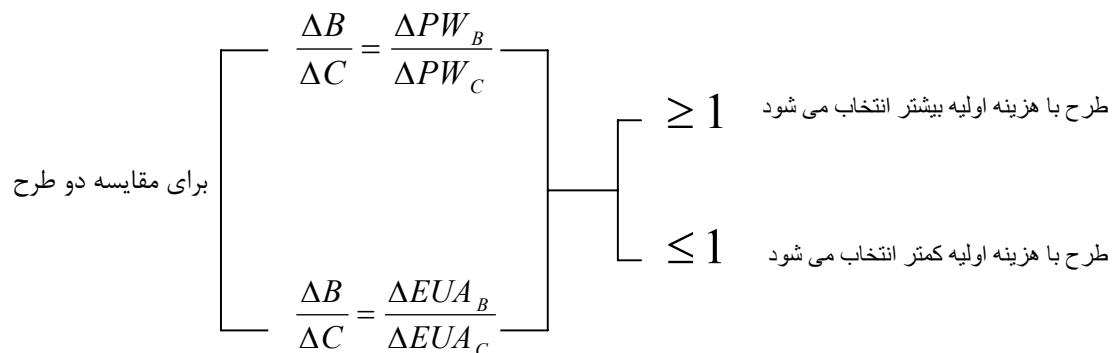 برای مقایسه دو طرح
ΔB/ΔC = ΔPW_B/ΔPW_C
ΔB/ΔC = ΔEUA_B/ΔEUA_C
≥ 1 طرح با هزینه اولیه بیشتر انتخاب می شود
≤ 1 طرح با هزینه اولیه کمتر انتخاب می شود